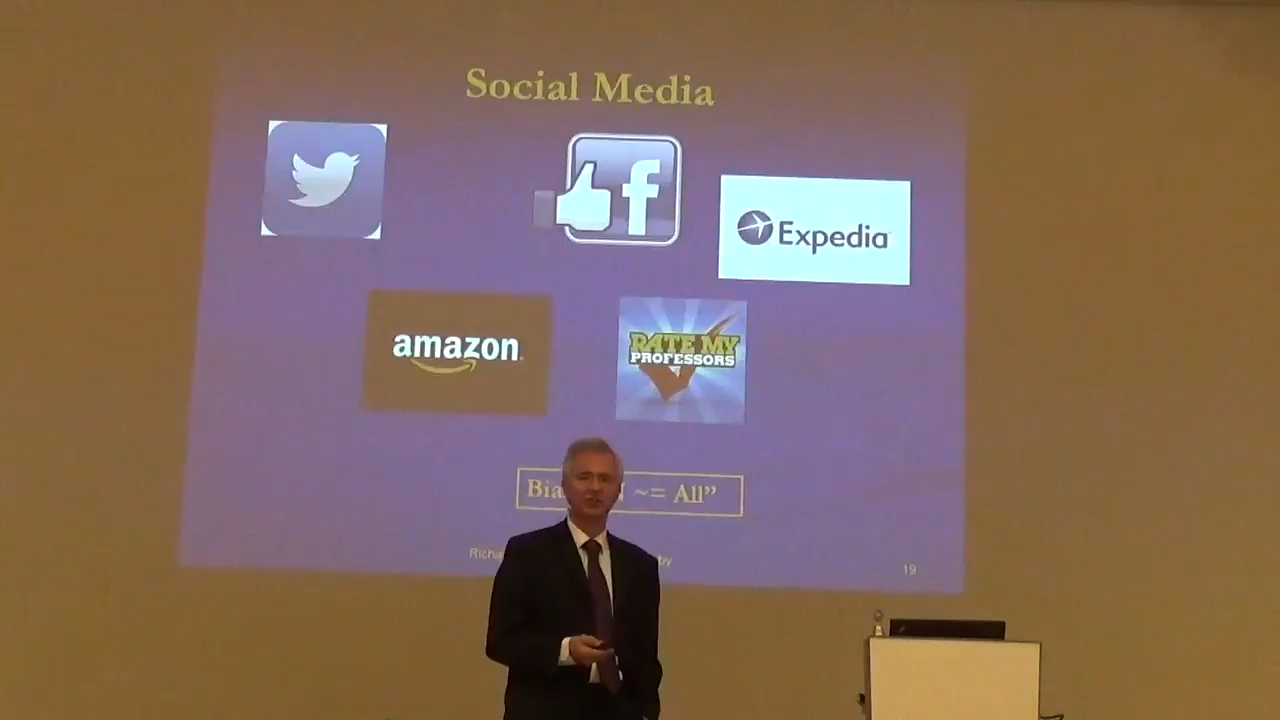 Social Media
f
Expedia
amazon
RATE MY
PROFESSORS
~= All”
19